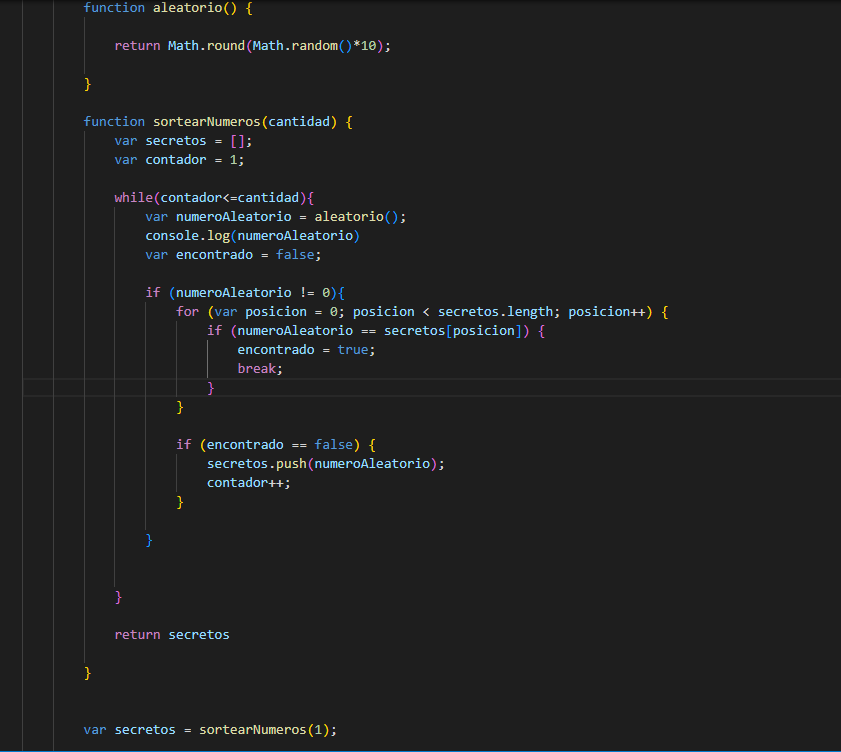 function aleatorio() {
return Math.round(Math.random()*10);
}
function sortearNumeros(cantidad) {
var secretos = [];
var contador = 1;
while(contador<=cantidad){
var numeroAleatorio = aleatorio();
console.log(numeroAleatorio)
var encontrado = false;
if (numeroAleatorio != 0){
for (var posicion = 0; posicion < secretos.length; posicion++) {
if (numeroAleatorio == secretos[posicion]) {
encontrado = true;
break;
}
}
if (encontrado == false) {
secretos.push(numeroAleatorio);
contador++;
}
}
}
return secretos
}
var secretos = sortearNumeros(1);